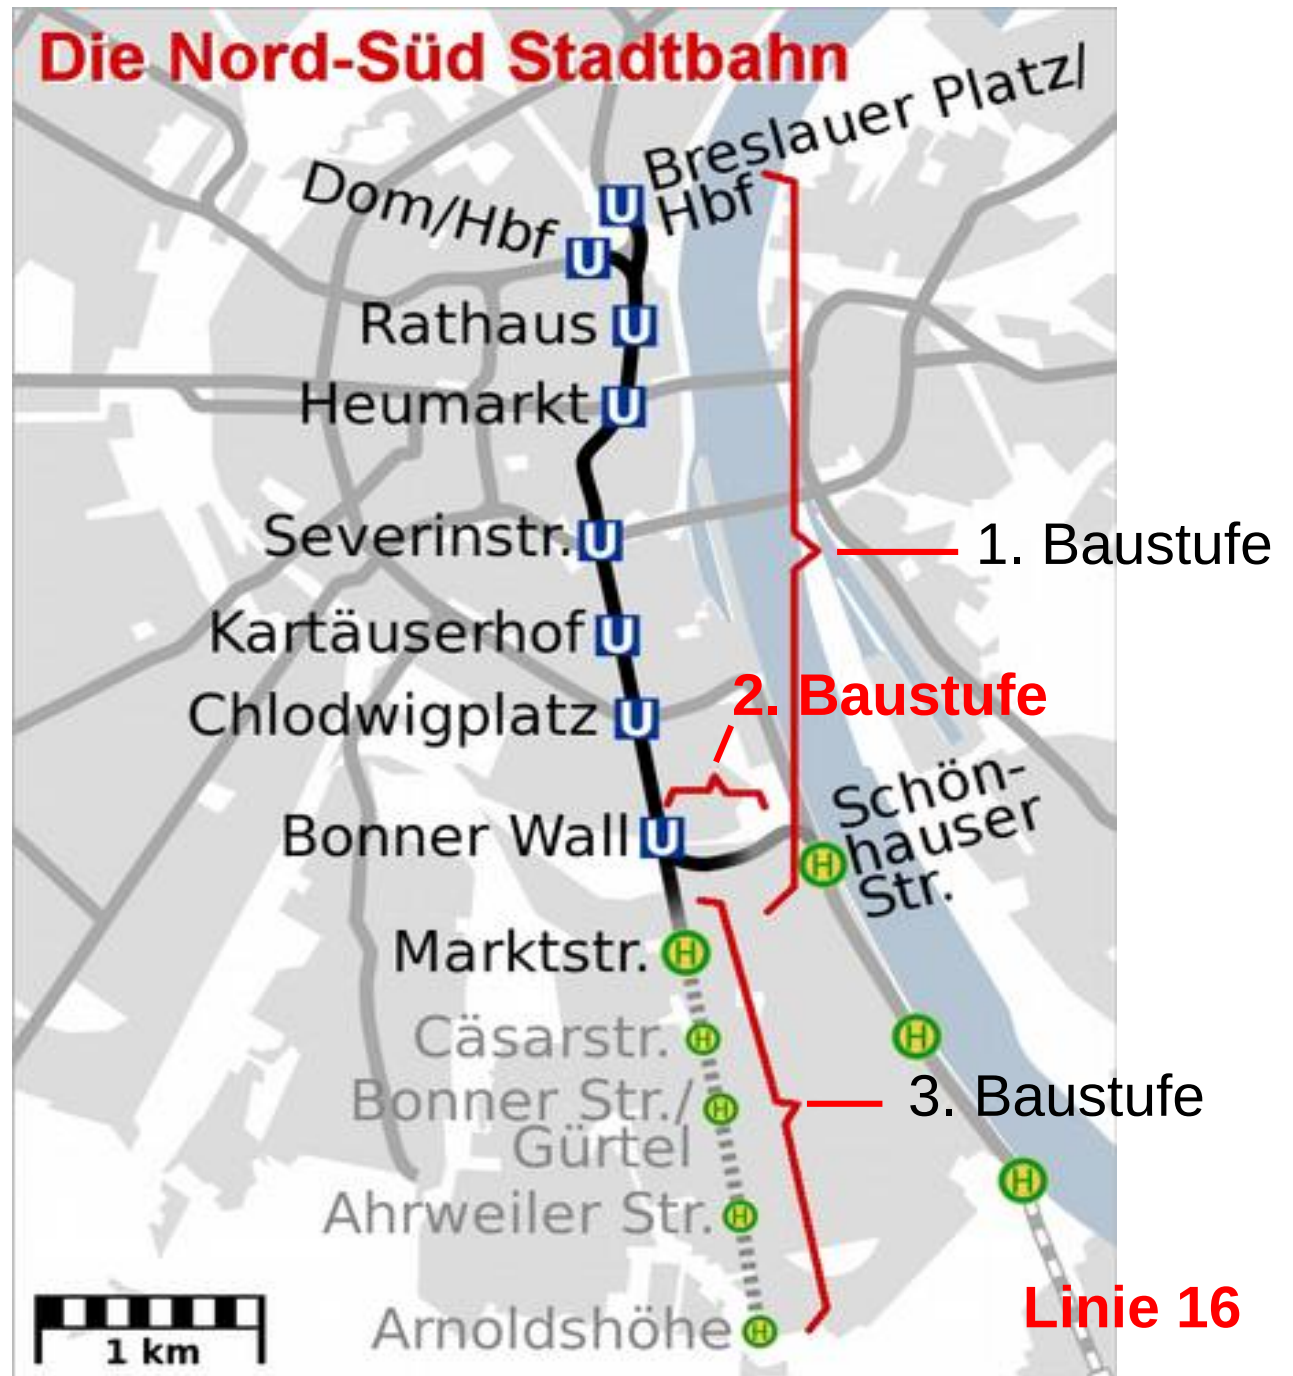 Die Nord-Süd Stadtbahn
Breslauer Platz/
Hbf
U
Dom/Hbf
U
Rathaus U
Heumarkt U
Severinstr. U
1. Baustufe
Kartäuserhof U
2. Baustufe
Chlodwigplatz U
Schön-
hauser
Str.
H
Bonner Wall U
Marktstr. H
Cäsarstr. H
H
Bonner Str./
Gürtel
H
3. Baustufe
H
Ahrweiler Str. H
Linie 16
Arnoldshöhe H
1 km